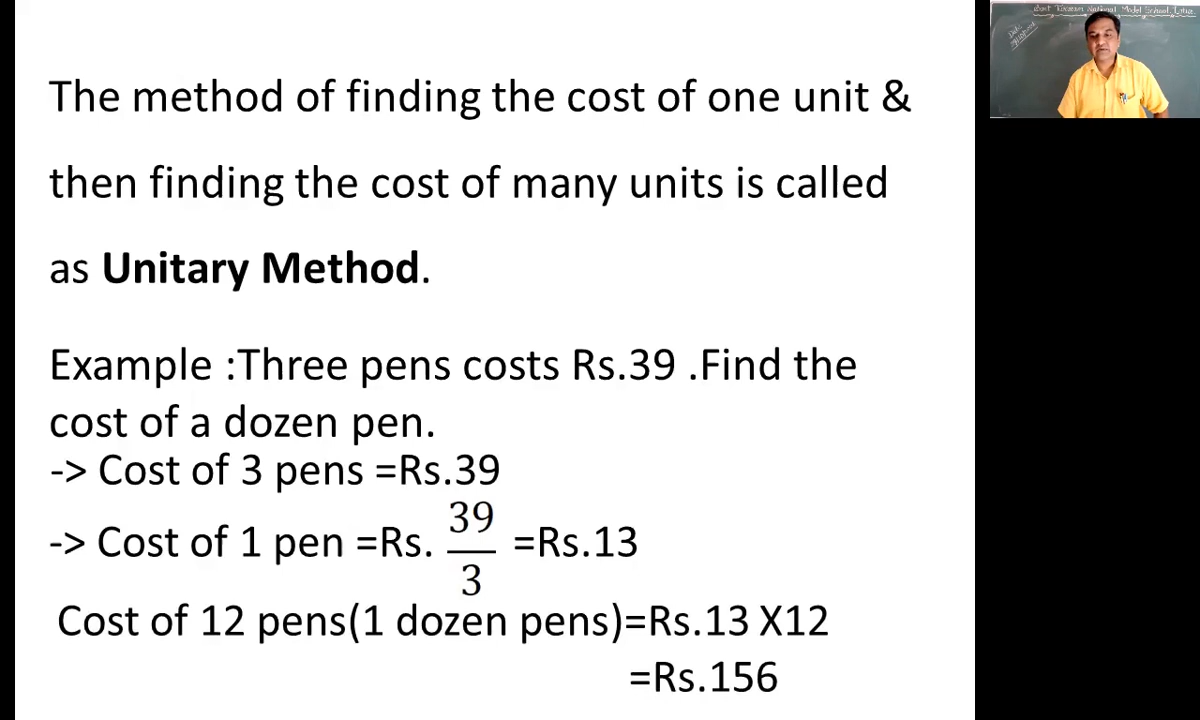 The method of finding the cost of one unit &
then finding the cost of many units is called
as Unitary Method.
Example :Three pens costs Rs.39 .Find the
cost of a dozen pen.
-> Cost of 3 pens =Rs.39
-> Cost of 1 pen =Rs. 39/3 =Rs.13
Cost of 12 pens(1 dozen pens)=Rs.13 X12
=Rs.156
National Model School